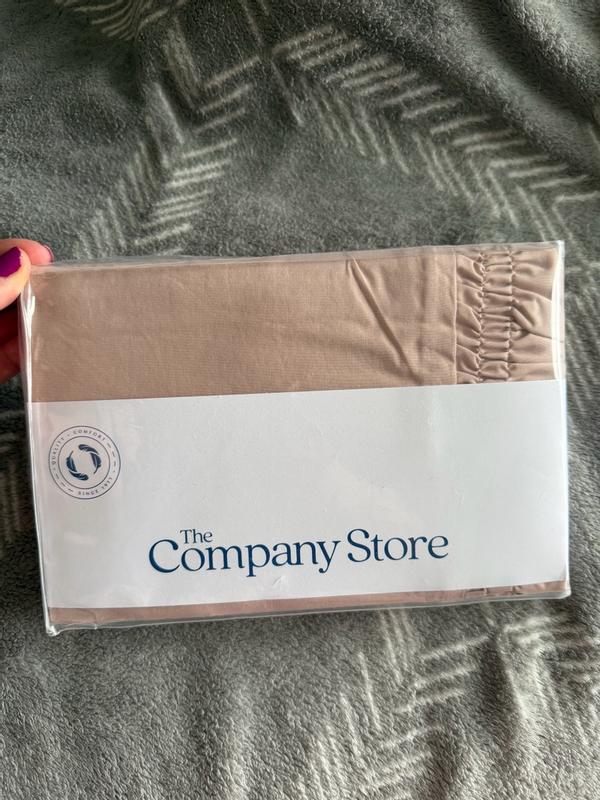 QUALITY • COMFORT
SINCE 1911
The
Company Store